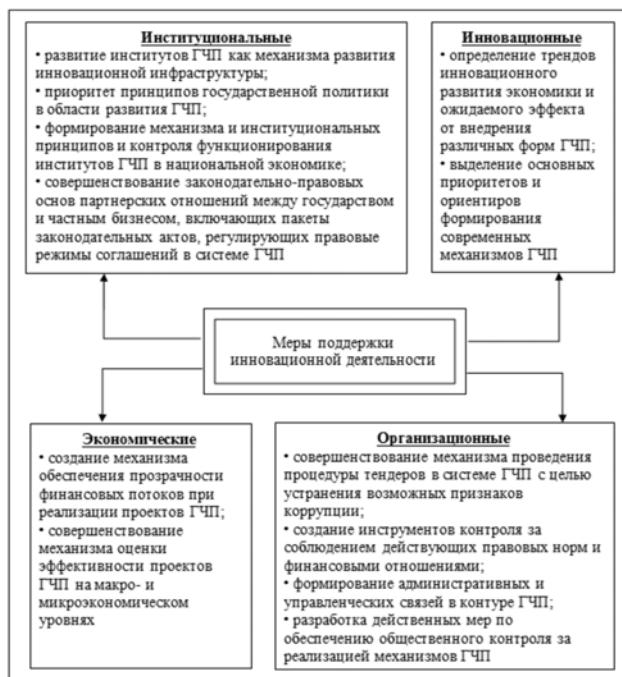 Институциональные
• развитие институтов ГЧП как механизма развития
инновационной инфраструктуры;
• приоритет принципов государственной политики
в области развития ГЧП;
• формирование механизма и институциональных
принципов и контроля функционирования
институтов ГЧП в национальной экономике;
• совершенствование законодательно-правовых
основ партнерских отношений между государством
и частным бизнесом, включающих пакеты
законодательных актов, регулирующих правовые
режимы соглашений в системе ГЧП
Инновационные
• определение трендов
инновационного
развития экономики и
ожидаемого эффекта
от внедрения
различных форм ГЧП;
• выделение основных
приоритетов и
ориентиров
формирования
современных
механизмов ГЧП
Меры поддержки
инновационной деятельности
Экономические
• создание механизма
обеспечения прозрачности
финансовых потоков при
реализации проектов
ГЧП;
• совершенствование
механизма оценки
эффективности проектов
ГЧП на макро- и
микроэкономическом
уровнях
Организационные
• совершенствование механизма проведения
процедуры тендеров в системе ГЧП с целью
устранения возможных признаков
коррупции;
• создание инструментов контроля за
соблюдением действующих правовых норм и
финансовыми отношениями;
• формирование административных и
управленческих связей в контуре ГЧП;
• разработка действенных мер по
обеспечению общественного контроля за
реализацией механизмов ГЧП